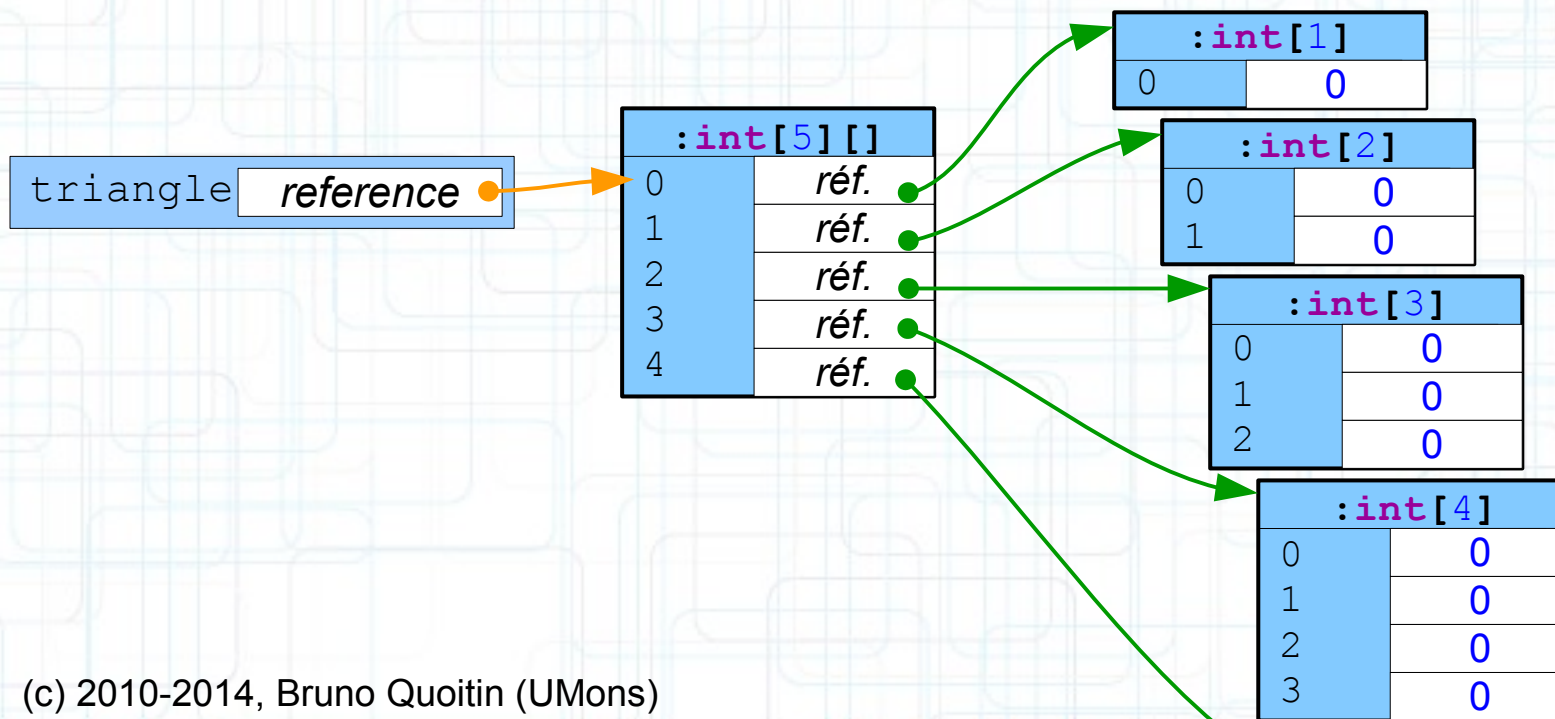 triangle reference
:int[5][]
0 réf.
1 réf.
2 réf.
3 réf.
4 réf.
:int[1]
0 0
:int[2]
0 0
1 0
:int[3]
0 0
1 0
2 0
:int[4]
0 0
1 0
2 0
3 0
(c) 2010-2014, Bruno Quoitin (UMons)